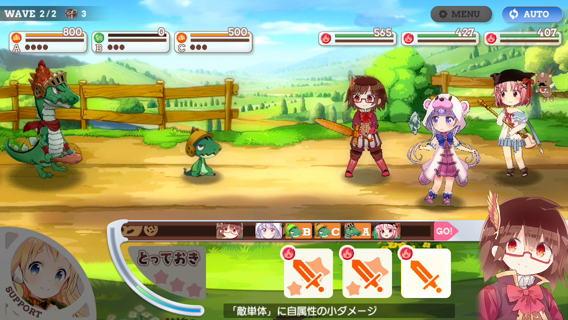 WAVE 2/2 3
MENU
AUTO
800
A
0
B
500
C
565
427
407
B C A GO!
SUPPORT
とっておき
「敵単体」に自属性の小ダメージ